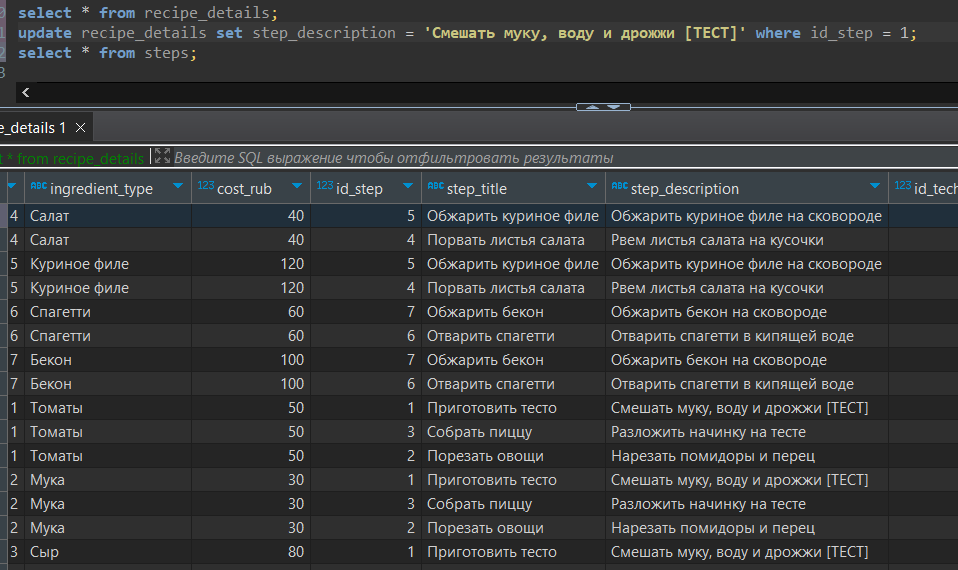 select * from recipe_details;
update recipe_details set step_description = 'Смешать муку, воду и дрожжи [ТЕСТ]' where id_step = 1;
select * from steps;
e_details 1
t * from recipe_details Введите SQL выражение чтобы отфильтровать результаты
ABC ingredient_type 123 cost_rub 123 id_step ABC step_title ABC step_description 123 id_tech
4 Салат 40 5 Обжарить куриное филе Обжарить куриное филе на сковороде
4 Салат 40 4 Порвать листья салата Рвем листья салата на кусочки
5 Куриное филе 120 5 Обжарить куриное филе Обжарить куриное филе на сковороде
5 Куриное филе 120 4 Порвать листья салата Рвем листья салата на кусочки
6 Спагетти 60 7 Обжарить бекон Обжарить бекон на сковороде
6 Спагетти 60 6 Отварить спагетти Отварить спагетти в кипящей воде
7 Бекон 100 7 Обжарить бекон Обжарить бекон на сковороде
7 Бекон 100 6 Отварить спагетти Отварить спагетти в кипящей воде
1 Томаты 50 1 Приготовить тесто Смешать муку, воду и дрожжи [ТЕСТ]
1 Томаты 50 3 Собрать пиццу Разложить начинку на тесте
1 Томаты 50 2 Порезать овощи Нарезать помидоры и перец
2 Мука 30 1 Приготовить тесто Смешать муку, воду и дрожжи [ТЕСТ]
2 Мука 30 3 Собрать пиццу Разложить начинку на тесте
2 Мука 30 2 Порезать овощи Нарезать помидоры и перец
3 Сыр 80 1 Приготовить тесто Смешать муку, воду и дрожжи [ТЕСТ]